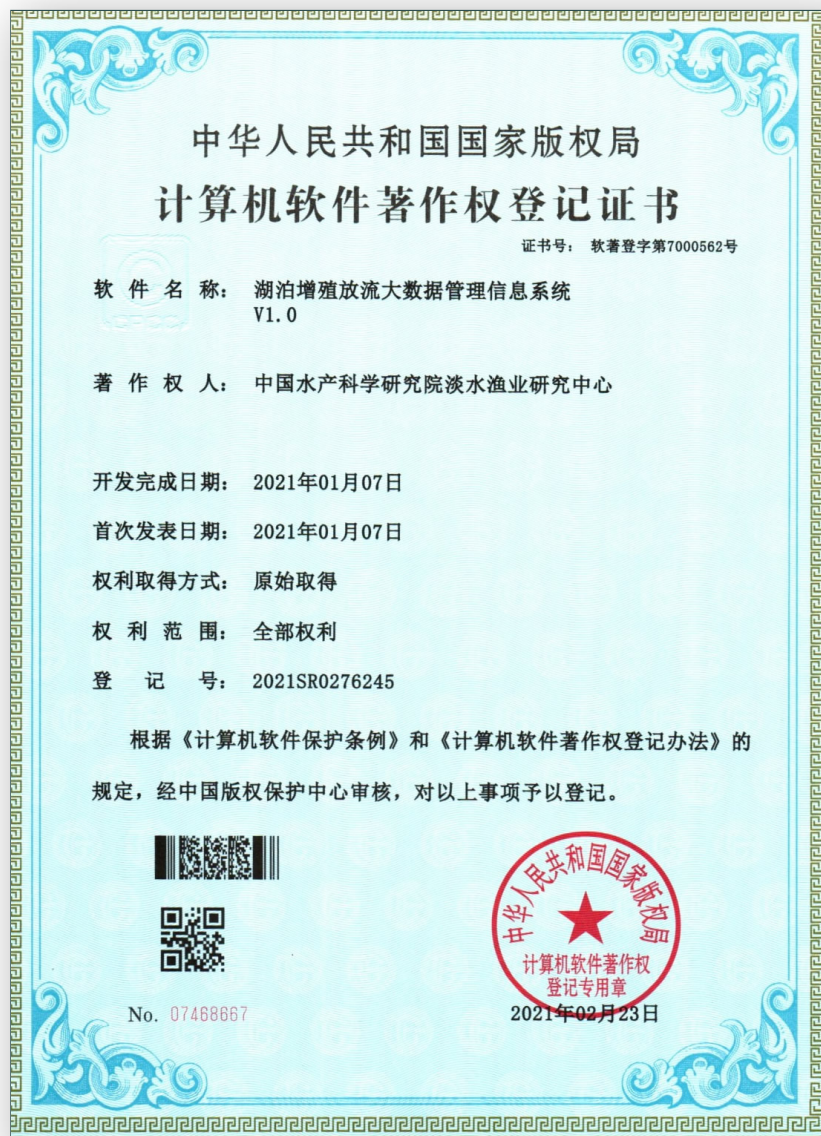 中华人民共和国国家版权局
计算机软件著作权登记证书
证书号： 软著登字第7000562号
软件名称： 湖泊增殖放流大数据管理信息系统
V1.0
著作权人： 中国水产科学研究院淡水渔业研究中心
开发完成日期： 2021年01月07日
首次发表日期： 2021年01月07日
权利取得方式： 原始取得
权利范围： 全部权利
登记号： 2021SR0276245
根据《计算机软件保护条例》和《计算机软件著作权登记办法》的
规定，经中国版权保护中心审核，对以上事项予以登记。
中华人民共和国国家版权局
计算机软件著作权
登记专用章
No. 07468667
2021年02月23日